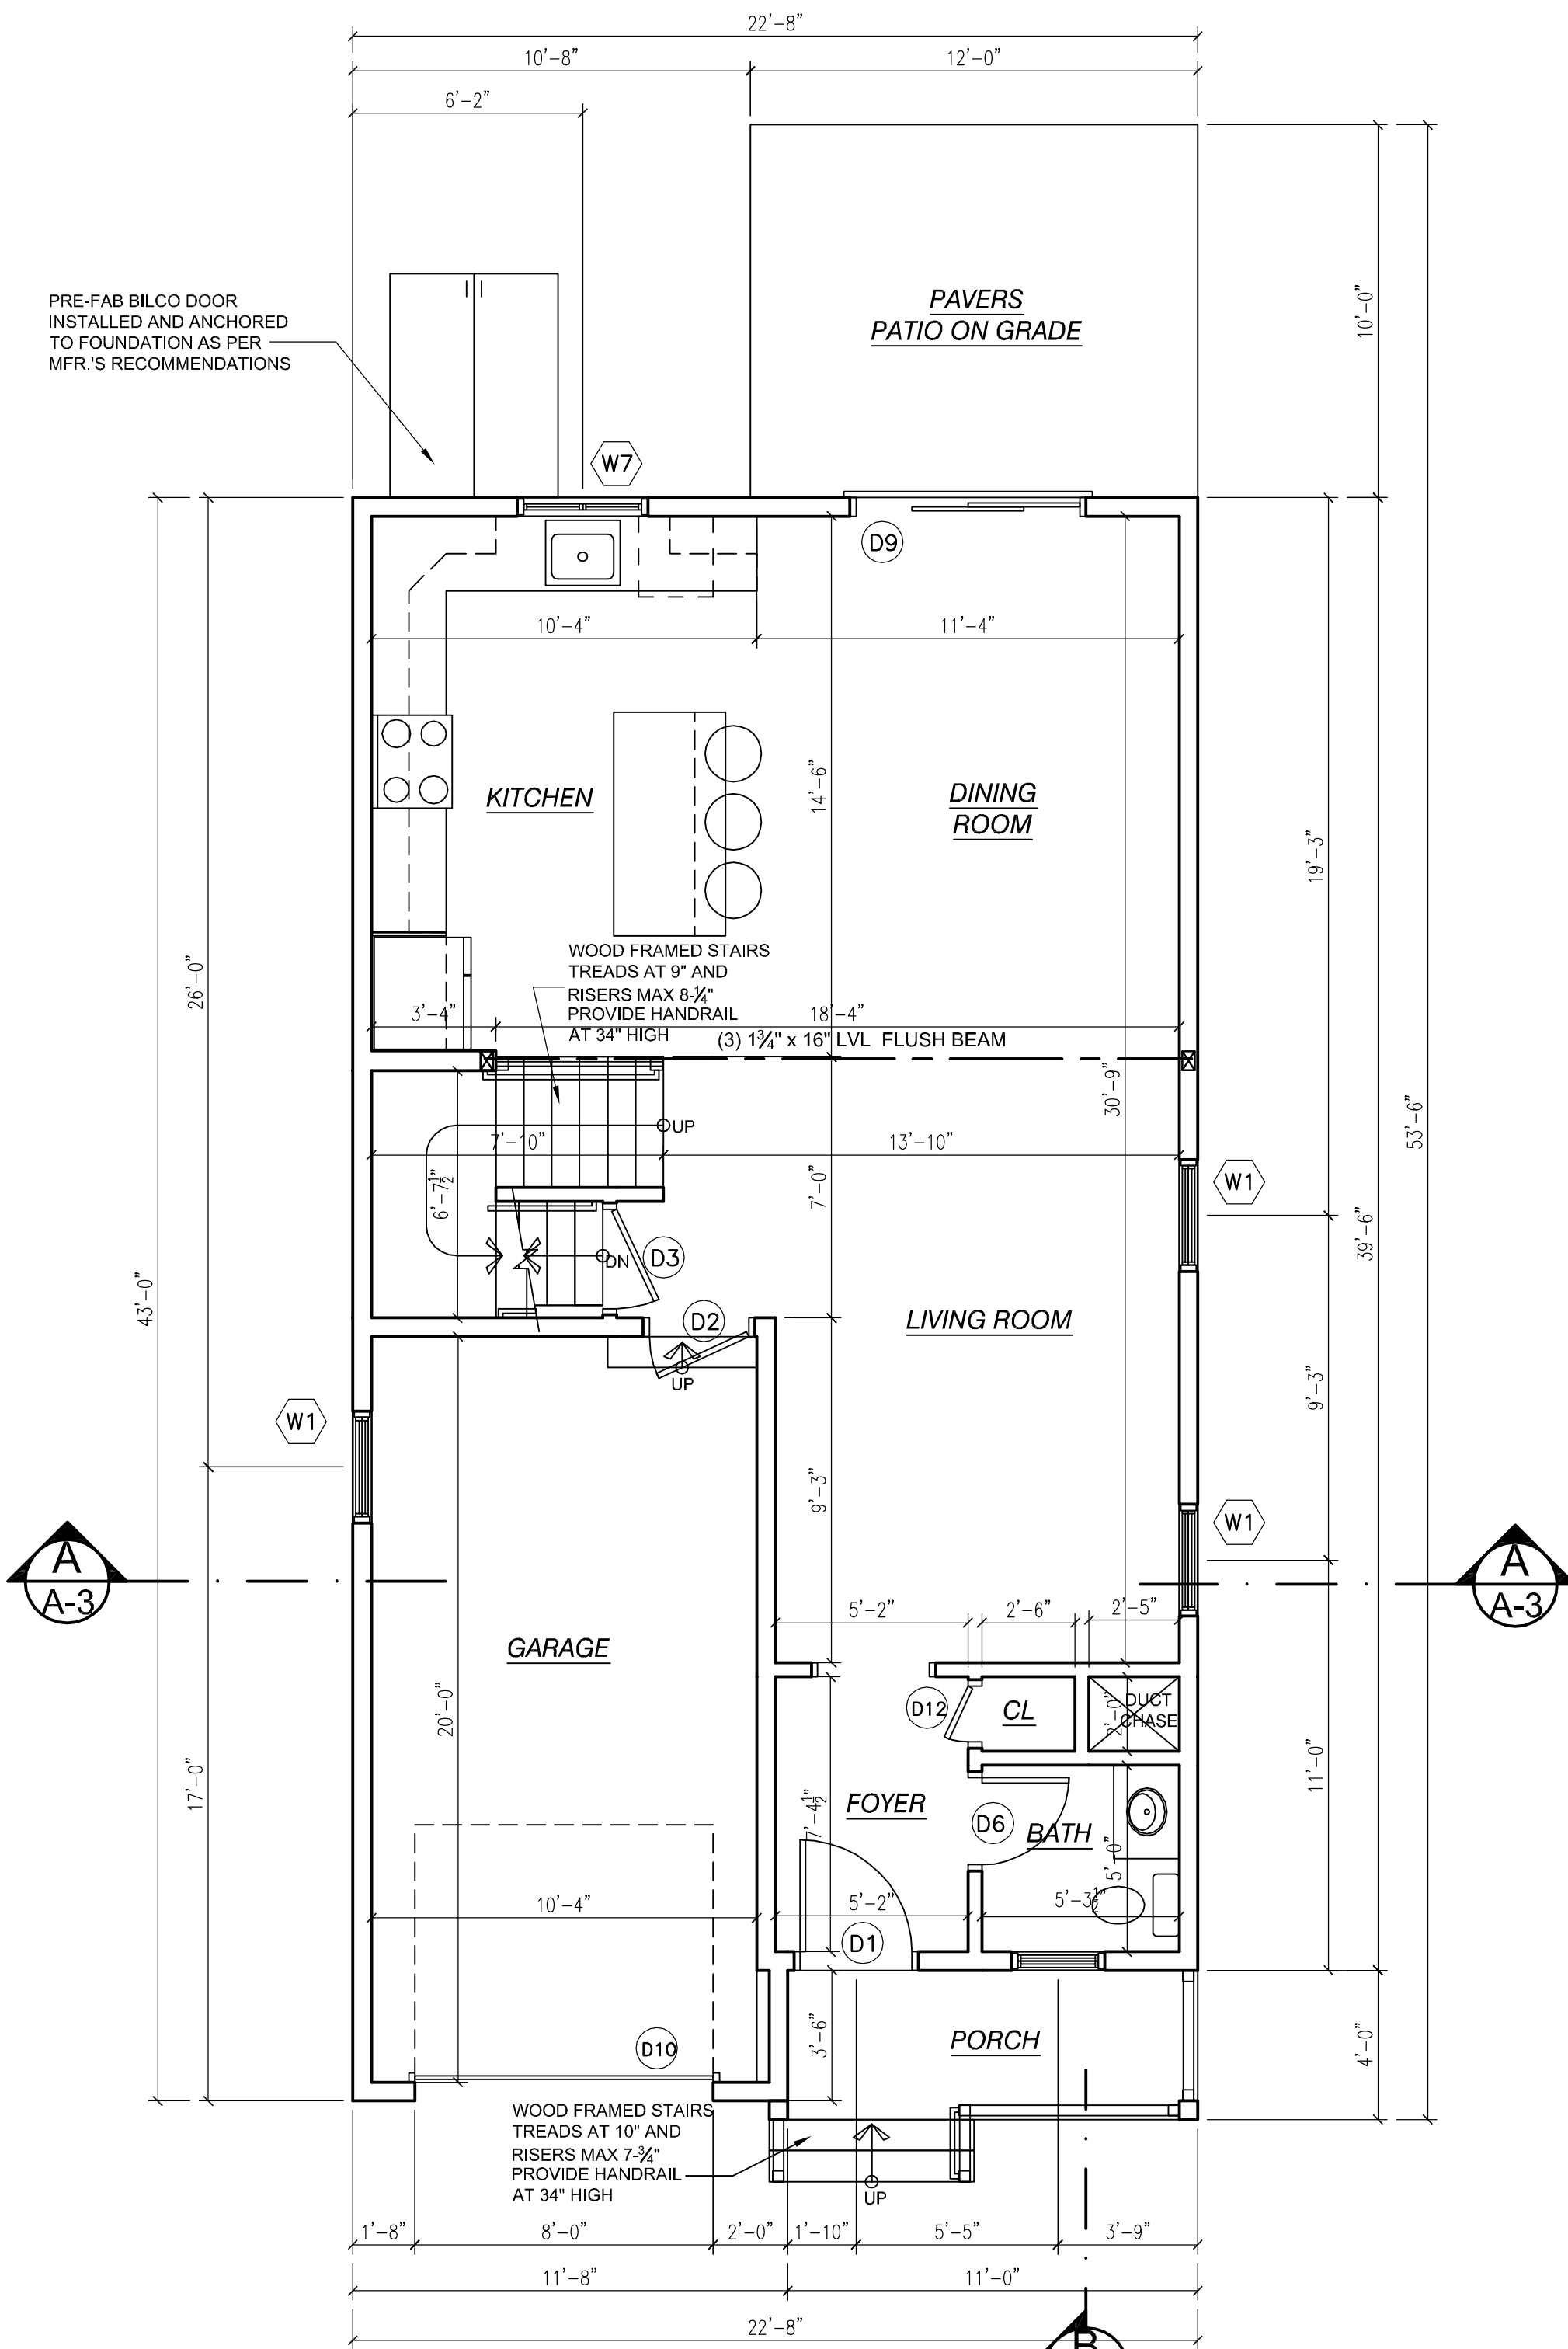 22'-8"
10'-8"
12'-0"
6'-2"
PRE-FAB BILCO DOOR
INSTALLED AND ANCHORED
TO FOUNDATION AS PER
MFR.'S RECOMMENDATIONS
PAVERS
PATIO ON GRADE
10'-0"
W7
D9
10'-4"
11'-4"
KITCHEN
14'-6"
DINING
ROOM
19'-3"
26'-0"
WOOD FRAMED STAIRS
TREADS AT 9" AND
RISERS MAX 8-¼"
PROVIDE HANDRAIL
AT 34" HIGH
3'-4"
18'-4"
(3) 1¾" x 16" LVL FLUSH BEAM
30'-9"
53'-6"
UP
7'-10"
13'-10"
6'-7½"
7'-0"
W1
39'-6"
DN
D3
43'-0"
D2
LIVING ROOM
UP
W1
9'-3"
9'-3"
W1
A
A-3
A
A-3
5'-2"
2'-6"
2'-5"
GARAGE
20'-0"
D12
CL
2'-0"
DUCT
CHASE
17'-0"
11'-0"
FOYER
7'-4½"
D6
BATH
5'-0"
10'-4"
5'-2"
5'-3½"
D1
3'-6"
PORCH
4'-0"
D10
WOOD FRAMED STAIRS
TREADS AT 10" AND
RISERS MAX 7-¾"
PROVIDE HANDRAIL
AT 34" HIGH
UP
1'-8"
8'-0"
2'-0"
1'-10"
5'-5"
3'-9"
11'-8"
11'-0"
22'-8"
B